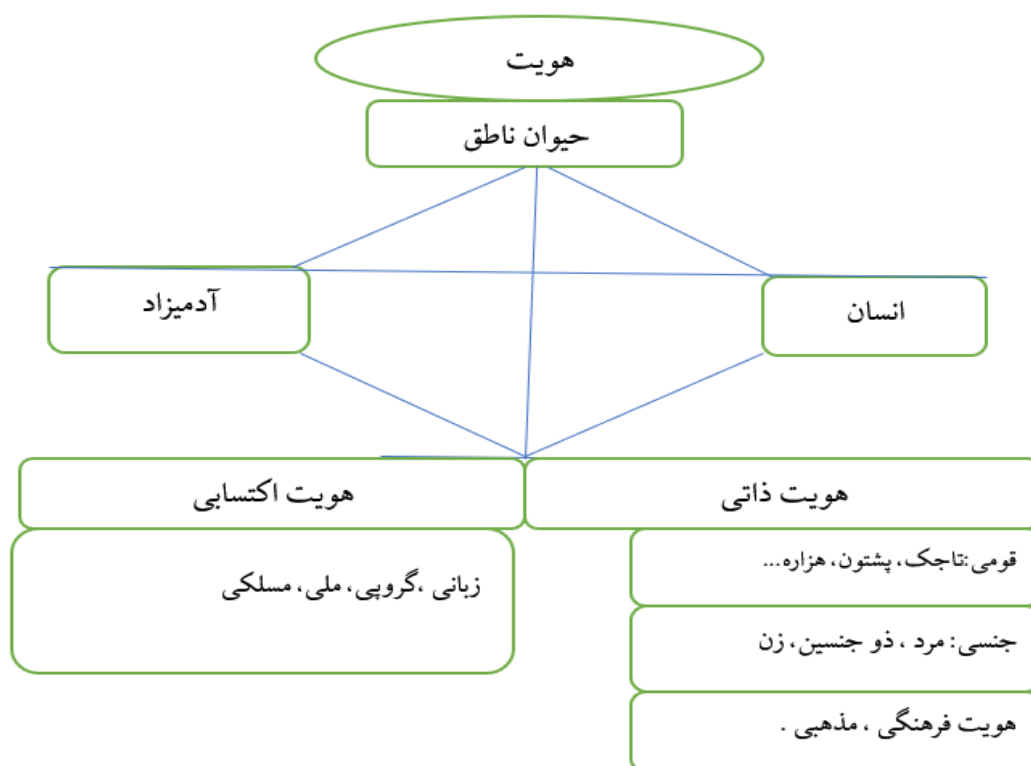 هویت
حیوان ناطق
انسان
آدمیزاد
هویت ذاتی
هویت اکتسابی
قومی:تاجک، پشتون، هزاره...
جنسی: مرد ، ذو جنسین، زن
هویت فرهنگی ، مذهبی .
زبانی ،گروپی، ملی، مسلکی